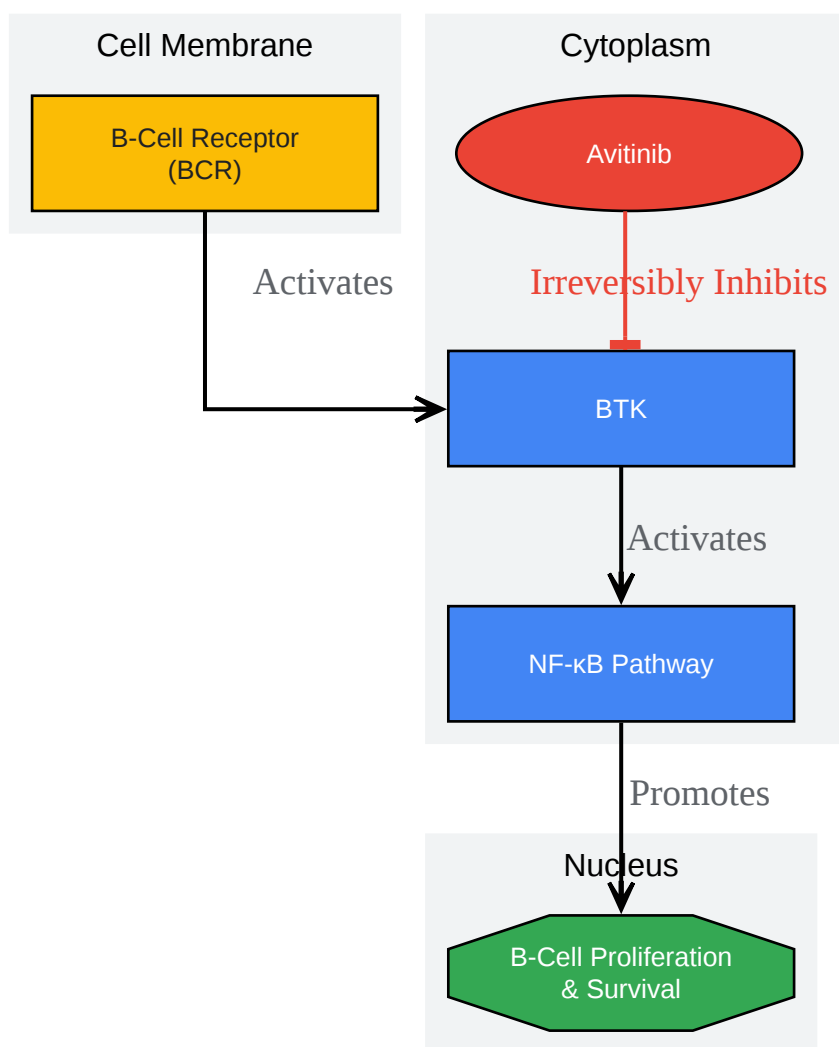 Cell Membrane
Cytoplasm
B-Cell Receptor
(BCR)
Avitinib
Activates
Irreversibly Inhibits
BTK
Activates
NF-κB Pathway
Promotes
Nucleus
B-Cell Proliferation
& Survival